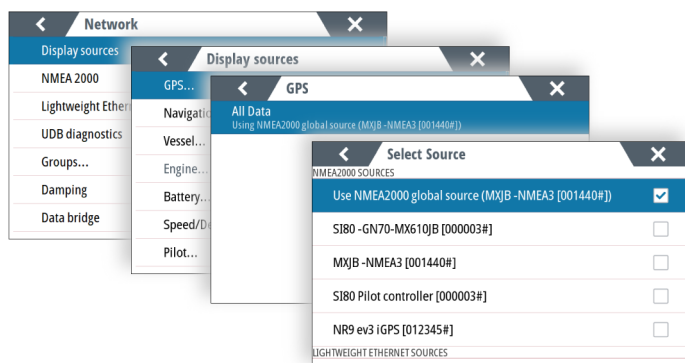 Network
Display sources
NMEA 2000
Lightweight
UDB diagnostics
Groups...
Damping
Data bridge
Display sources
GPS...
Vessel...
Engine...
Battery...
Pilot...
GPS
All Data
Using NMEA2000 global source (MXJB -NMEA3 [001440#])
Select Source
NMEA2000 SOURCES
Use NMEA2000 global source (MXJB -NMEA3 [001440#])
SI80 -GN70-MX610JB [000003#]
MXJB -NMEA3 [001440#]
SI80 Pilot controller [000003#]
NR9 ev3 iGPS [012345#]
LIGHTWEIGHT ETHERNET SOURCES